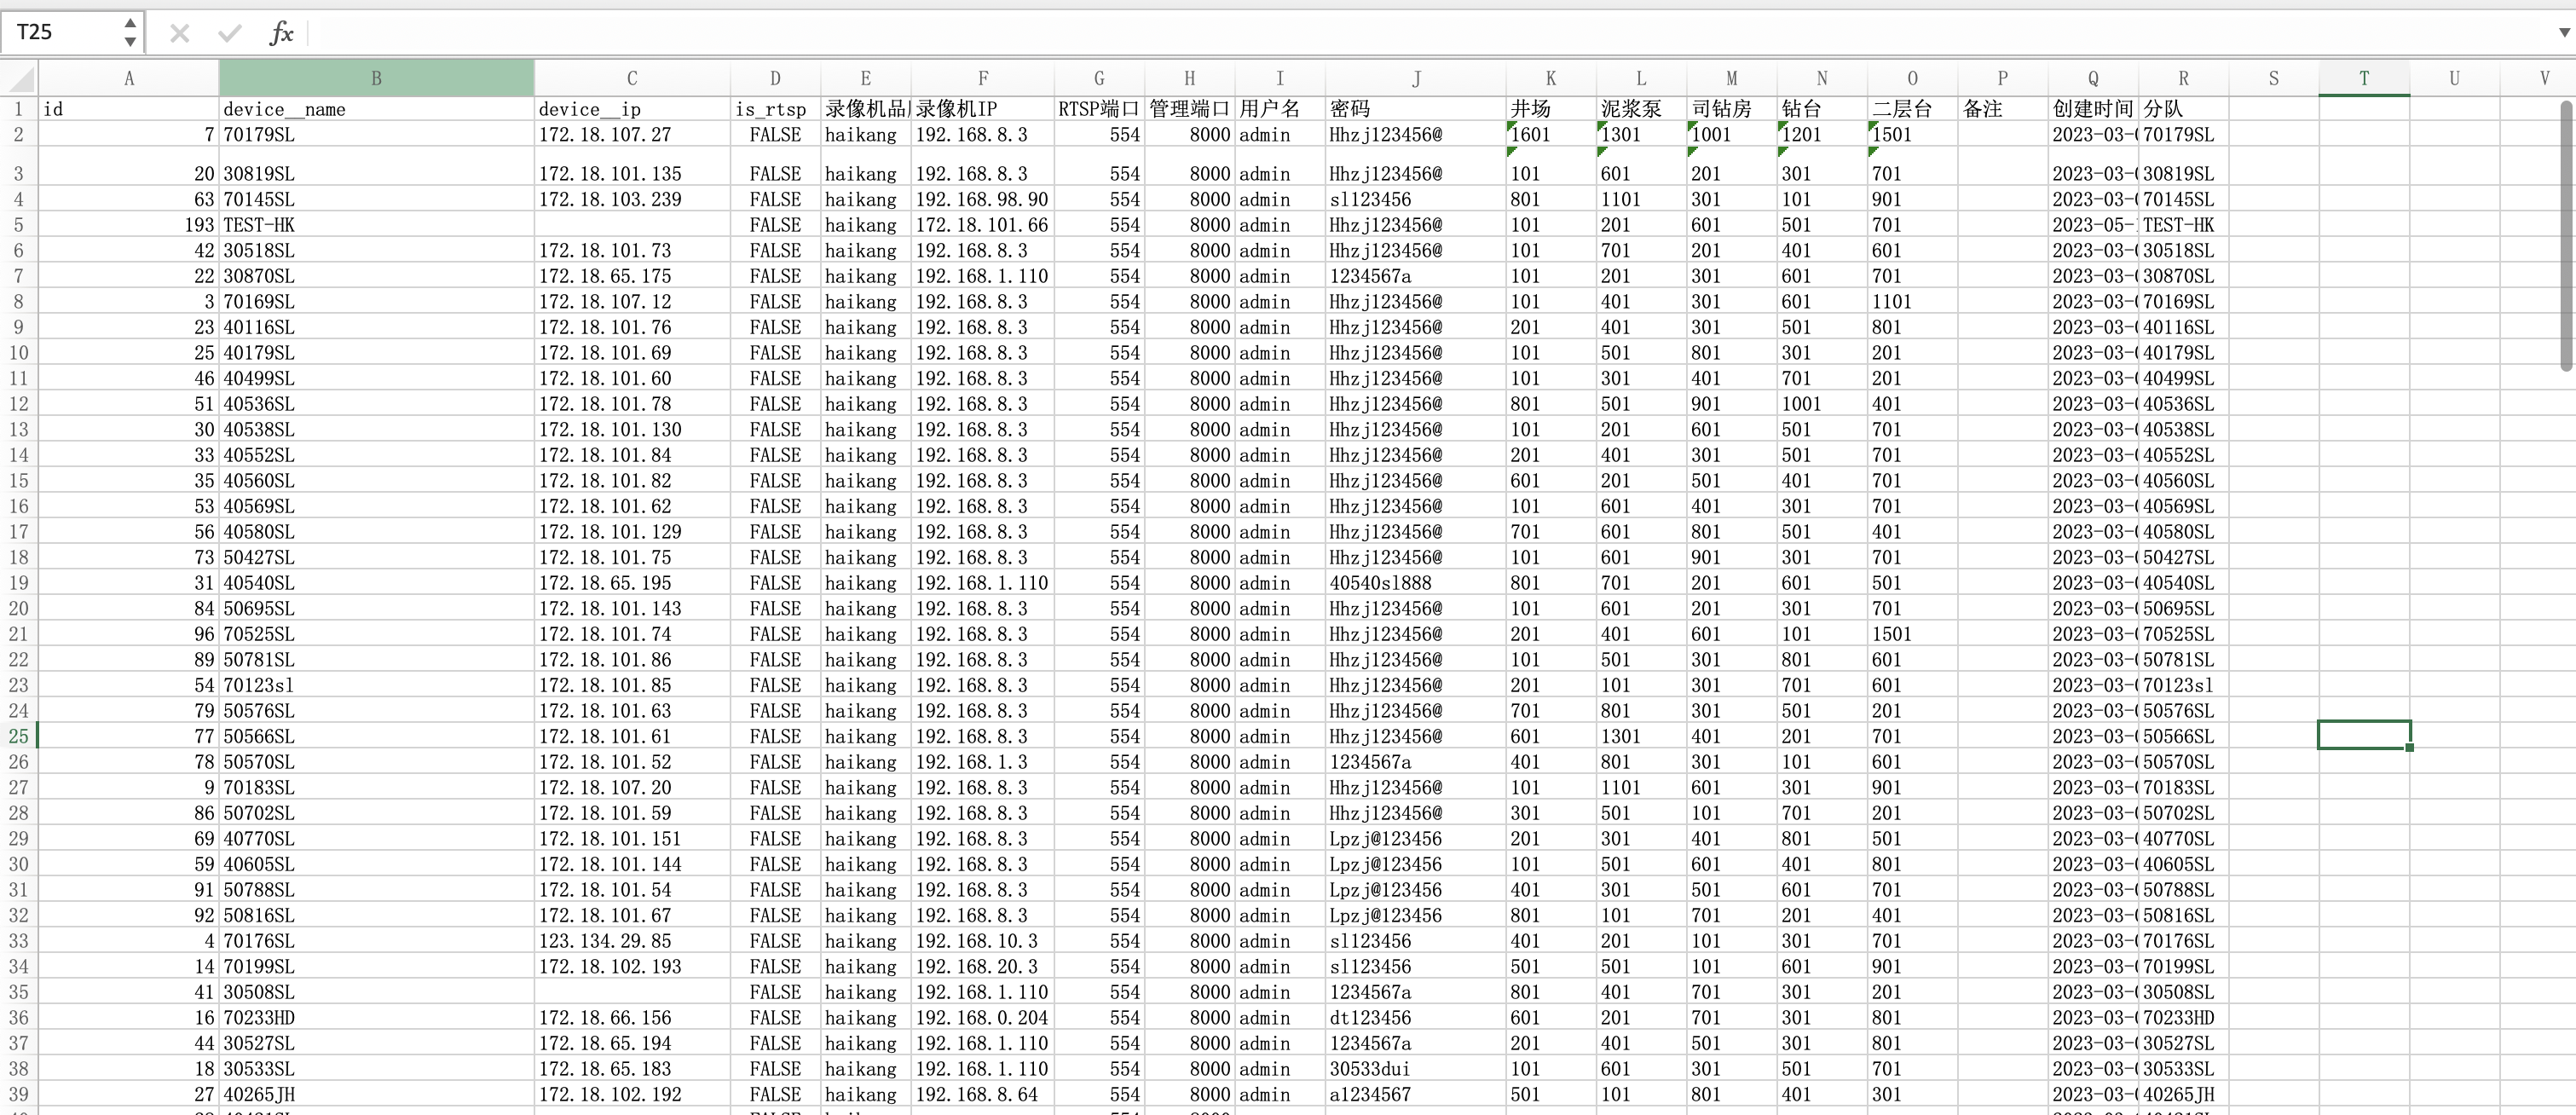 T25 fx
A B C D E F G H I J K L M N O P Q R S T U V
1 id device__name device__ip is_rtsp 录像机品 录像机IP RTSP端口 管理端口 用户名 密码 井场 泥浆泵 司钻房 钻台 二层台 备注 创建时间 分队
2 7 70179SL 172.18.107.27 FALSE haikang 192.168.8.3 554 8000 admin Hhzj123456@ 1601 1301 1001 1201 1501 2023-03- 70179SL
3 20 30819SL 172.18.101.135 FALSE haikang 192.168.8.3 554 8000 admin Hhzj123456@ 101 601 201 301 701 2023-03- 30819SL
4 63 70145SL 172.18.103.239 FALSE haikang 192.168.98.90 554 8000 admin sl123456 801 1101 301 101 901 2023-03- 70145SL
5 193 TEST-HK FALSE haikang 172.18.101.66 554 8000 admin Hhzj123456@ 101 201 601 501 701 2023-05- TEST-HK
6 42 30518SL 172.18.101.73 FALSE haikang 192.168.8.3 554 8000 admin Hhzj123456@ 101 701 201 401 601 2023-03- 30518SL
7 22 30870SL 172.18.65.175 FALSE haikang 192.168.1.110 554 8000 admin 1234567a 101 201 301 601 701 2023-03- 30870SL
8 3 70169SL 172.18.107.12 FALSE haikang 192.168.8.3 554 8000 admin Hhzj123456@ 101 401 301 601 1101 2023-03- 70169SL
9 23 40116SL 172.18.101.76 FALSE haikang 192.168.8.3 554 8000 admin Hhzj123456@ 201 401 301 501 801 2023-03- 40116SL
10 25 40179SL 172.18.101.69 FALSE haikang 192.168.8.3 554 8000 admin Hhzj123456@ 101 501 801 301 201 2023-03- 40179SL
11 46 40499SL 172.18.101.60 FALSE haikang 192.168.8.3 554 8000 admin Hhzj123456@ 101 301 401 701 201 2023-03- 40499SL
12 51 40536SL 172.18.101.78 FALSE haikang 192.168.8.3 554 8000 admin Hhzj123456@ 801 501 901 1001 401 2023-03- 40536SL
13 30 40538SL 172.18.101.130 FALSE haikang 192.168.8.3 554 8000 admin Hhzj123456@ 101 201 601 501 701 2023-03- 40538SL
14 33 40552SL 172.18.101.84 FALSE haikang 192.168.8.3 554 8000 admin Hhzj123456@ 201 401 301 501 701 2023-03- 40552SL
15 35 40560SL 172.18.101.82 FALSE haikang 192.168.8.3 554 8000 admin Hhzj123456@ 601 201 501 401 701 2023-03- 40560SL
16 53 40569SL 172.18.101.62 FALSE haikang 192.168.8.3 554 8000 admin Hhzj123456@ 101 601 401 301 701 2023-03- 40569SL
17 56 40580SL 172.18.101.129 FALSE haikang 192.168.8.3 554 8000 admin Hhzj123456@ 701 601 801 501 401 2023-03- 40580SL
18 73 50427SL 172.18.101.75 FALSE haikang 192.168.8.3 554 8000 admin Hhzj123456@ 101 601 901 301 701 2023-03- 50427SL
19 31 40540SL 172.18.65.195 FALSE haikang 192.168.1.110 554 8000 admin 40540sl888 801 701 201 601 501 2023-03- 40540SL
20 84 50695SL 172.18.101.143 FALSE haikang 192.168.8.3 554 8000 admin Hhzj123456@ 101 601 201 301 701 2023-03- 50695SL
21 96 70525SL 172.18.101.74 FALSE haikang 192.168.8.3 554 8000 admin Hhzj123456@ 201 401 601 101 1501 2023-03- 70525SL
22 89 50781SL 172.18.101.86 FALSE haikang 192.168.8.3 554 8000 admin Hhzj123456@ 101 501 301 801 601 2023-03- 50781SL
23 54 70123sl 172.18.101.85 FALSE haikang 192.168.8.3 554 8000 admin Hhzj123456@ 201 101 301 701 601 2023-03- 70123sl
24 79 50576SL 172.18.101.63 FALSE haikang 192.168.8.3 554 8000 admin Hhzj123456@ 701 801 301 501 201 2023-03- 50576SL
25 77 50566SL 172.18.101.61 FALSE haikang 192.168.8.3 554 8000 admin Hhzj123456@ 601 1301 401 201 701 2023-03- 50566SL
26 78 50570SL 172.18.101.52 FALSE haikang 192.168.1.3 554 8000 admin 1234567a 401 801 301 101 601 2023-03- 50570SL
27 9 70183SL 172.18.107.20 FALSE haikang 192.168.8.3 554 8000 admin Hhzj123456@ 101 1101 601 301 901 2023-03- 70183SL
28 86 50702SL 172.18.101.59 FALSE haikang 192.168.8.3 554 8000 admin Hhzj123456@ 301 501 101 701 201 2023-03- 50702SL
29 69 40770SL 172.18.101.151 FALSE haikang 192.168.8.3 554 8000 admin Lpzj@123456 201 301 401 801 501 2023-03- 40770SL
30 59 40605SL 172.18.101.144 FALSE haikang 192.168.8.3 554 8000 admin Lpzj@123456 101 501 601 401 801 2023-03- 40605SL
31 91 50788SL 172.18.101.54 FALSE haikang 192.168.8.3 554 8000 admin Lpzj@123456 401 301 501 601 701 2023-03- 50788SL
32 92 50816SL 172.18.101.67 FALSE haikang 192.168.8.3 554 8000 admin Lpzj@123456 801 101 701 201 401 2023-03- 50816SL
33 4 70176SL 123.134.29.85 FALSE haikang 192.168.10.3 554 8000 admin sl123456 401 201 101 301 701 2023-03- 70176SL
34 14 70199SL 172.18.102.193 FALSE haikang 192.168.20.3 554 8000 admin sl123456 501 501 101 601 901 2023-03- 70199SL
35 41 30508SL FALSE haikang 192.168.1.110 554 8000 admin 1234567a 801 401 701 301 201 2023-03- 30508SL
36 16 70233HD 172.18.66.156 FALSE haikang 192.168.0.204 554 8000 admin dt123456 601 201 701 301 801 2023-03- 70233HD
37 44 30527SL 172.18.65.194 FALSE haikang 192.168.1.110 554 8000 admin 1234567a 201 401 501 301 801 2023-03- 30527SL
38 18 30533SL 172.18.65.183 FALSE haikang 192.168.1.110 554 8000 admin 30533dui 101 601 301 501 701 2023-03- 30533SL
39 27 40265JH 172.18.102.192 FALSE haikang 192.168.8.64 554 8000 admin a1234567 501 101 801 401 301 2023-03- 40265JH